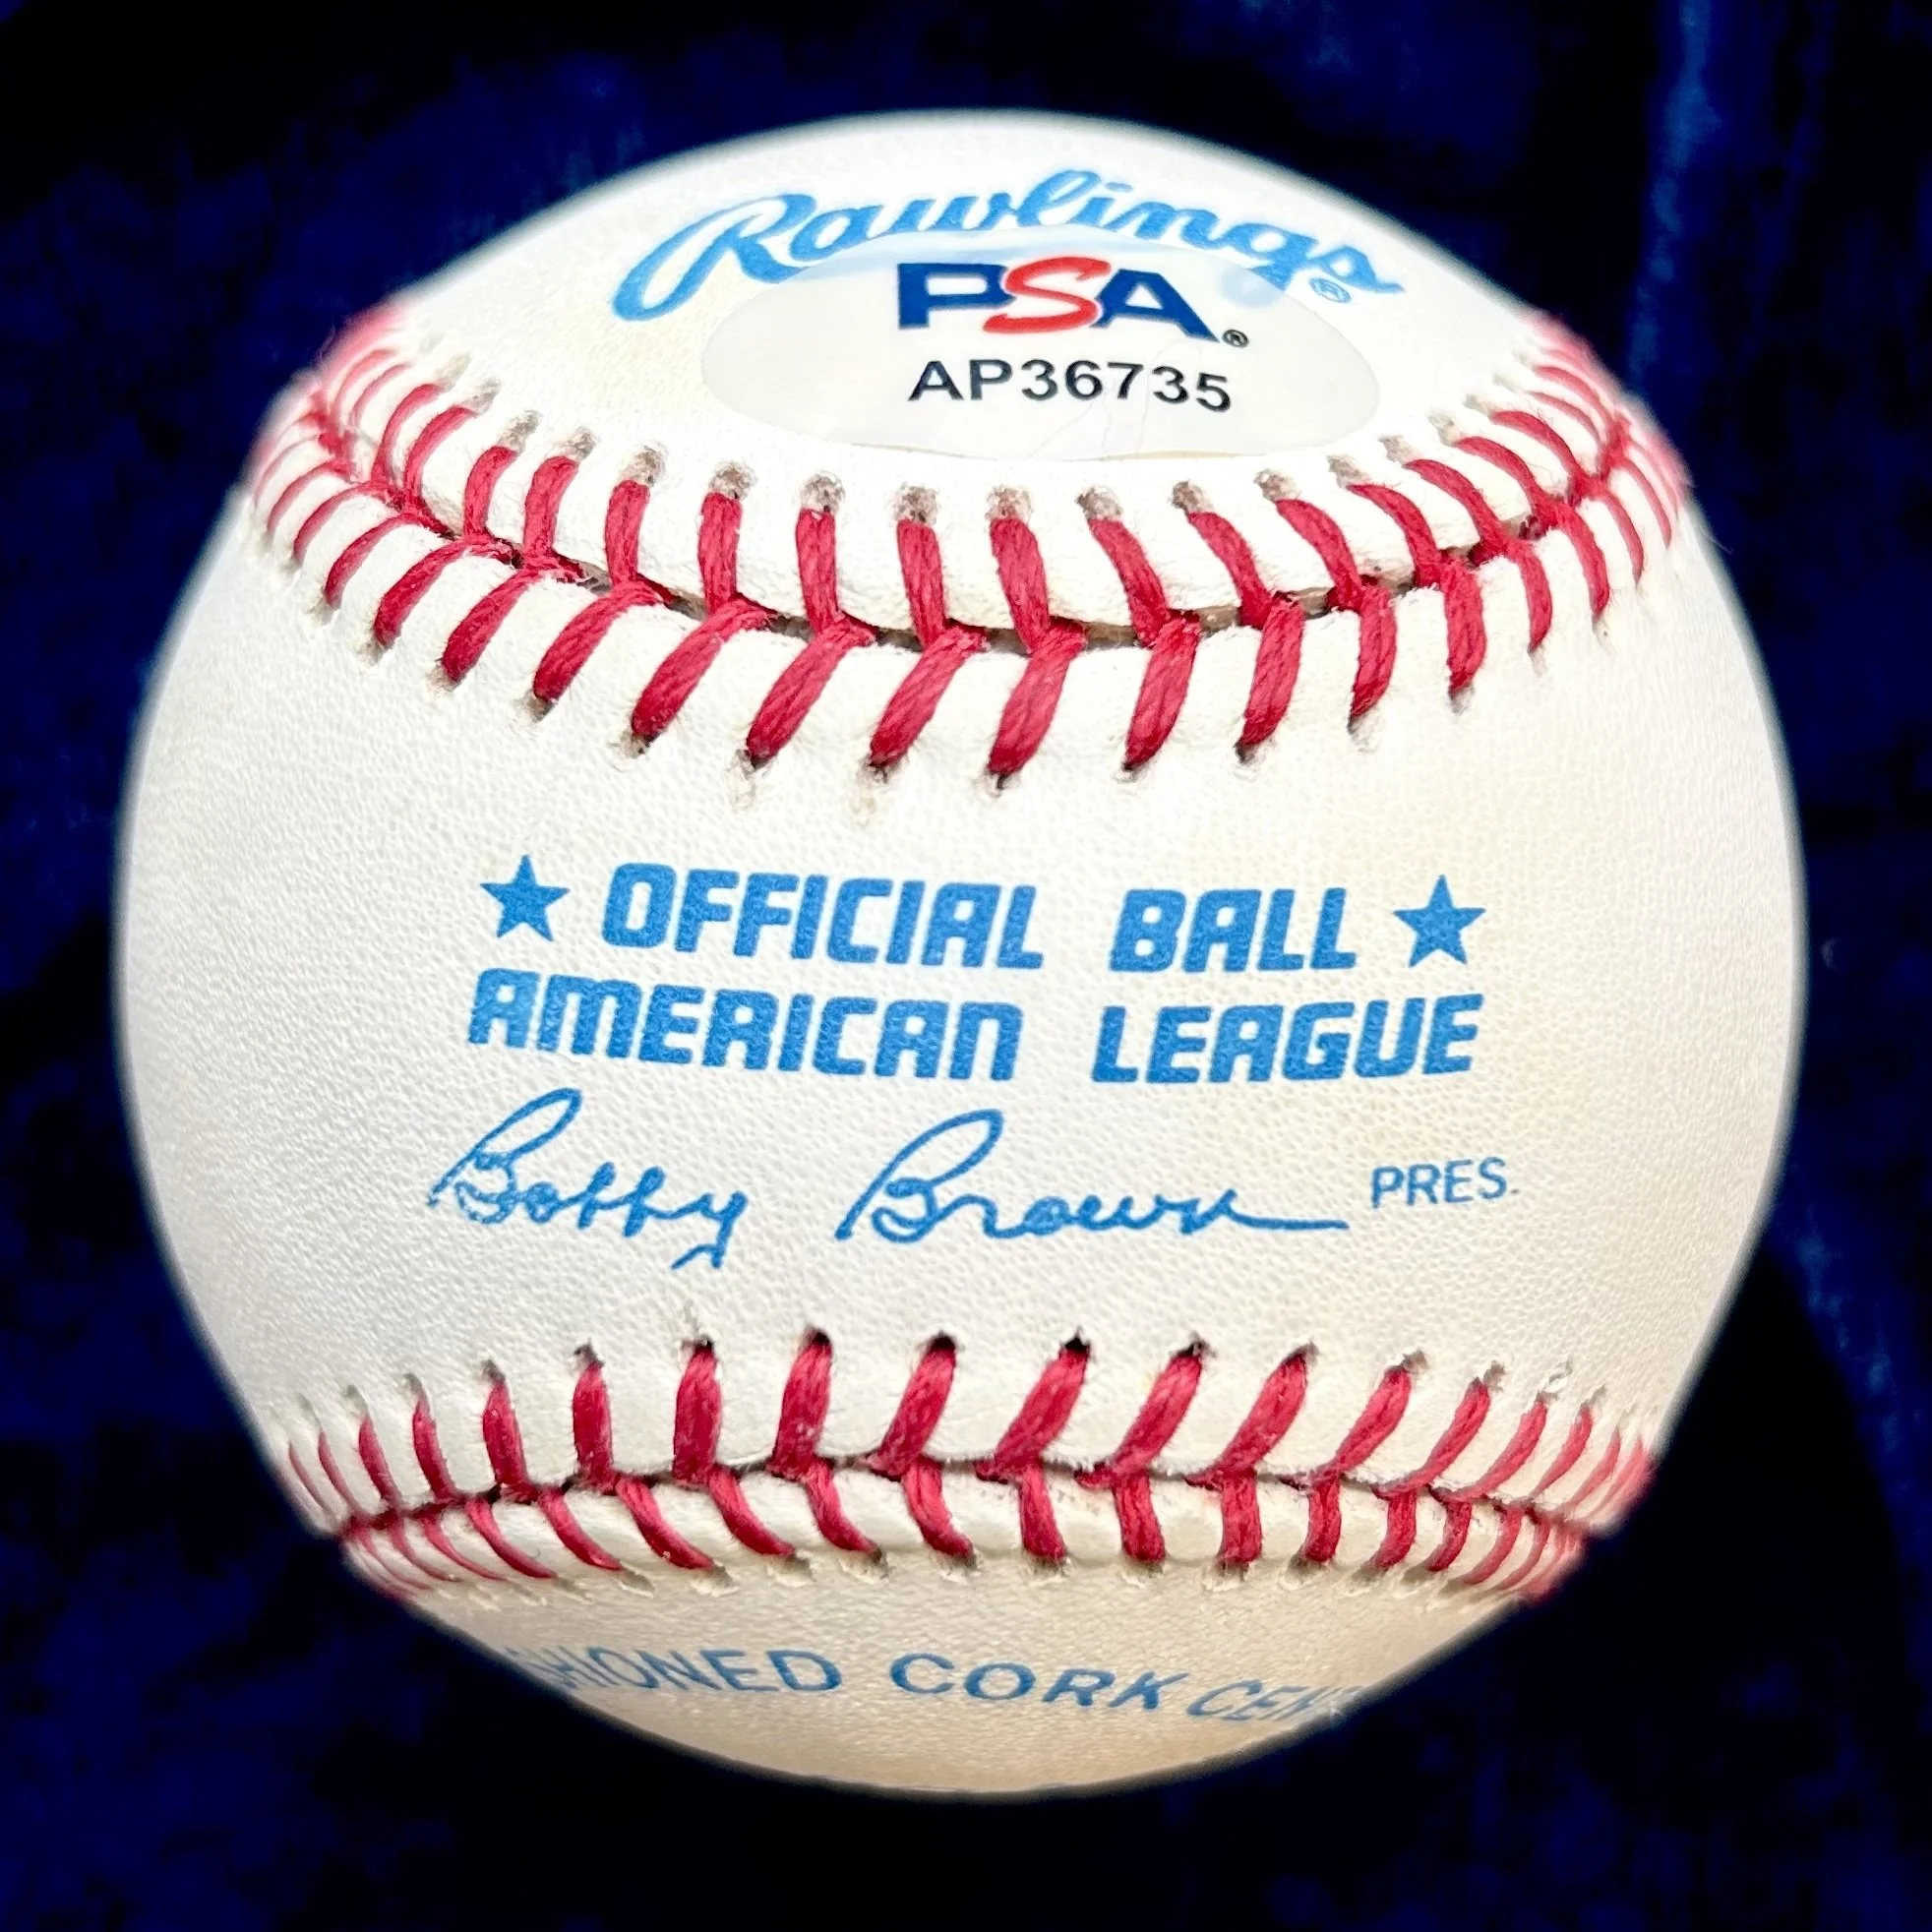 Rawlings®
PSA®
AP36735
★ OFFICIAL BALL ★
AMERICAN LEAGUE
Bobby Brown PRES.
CORK